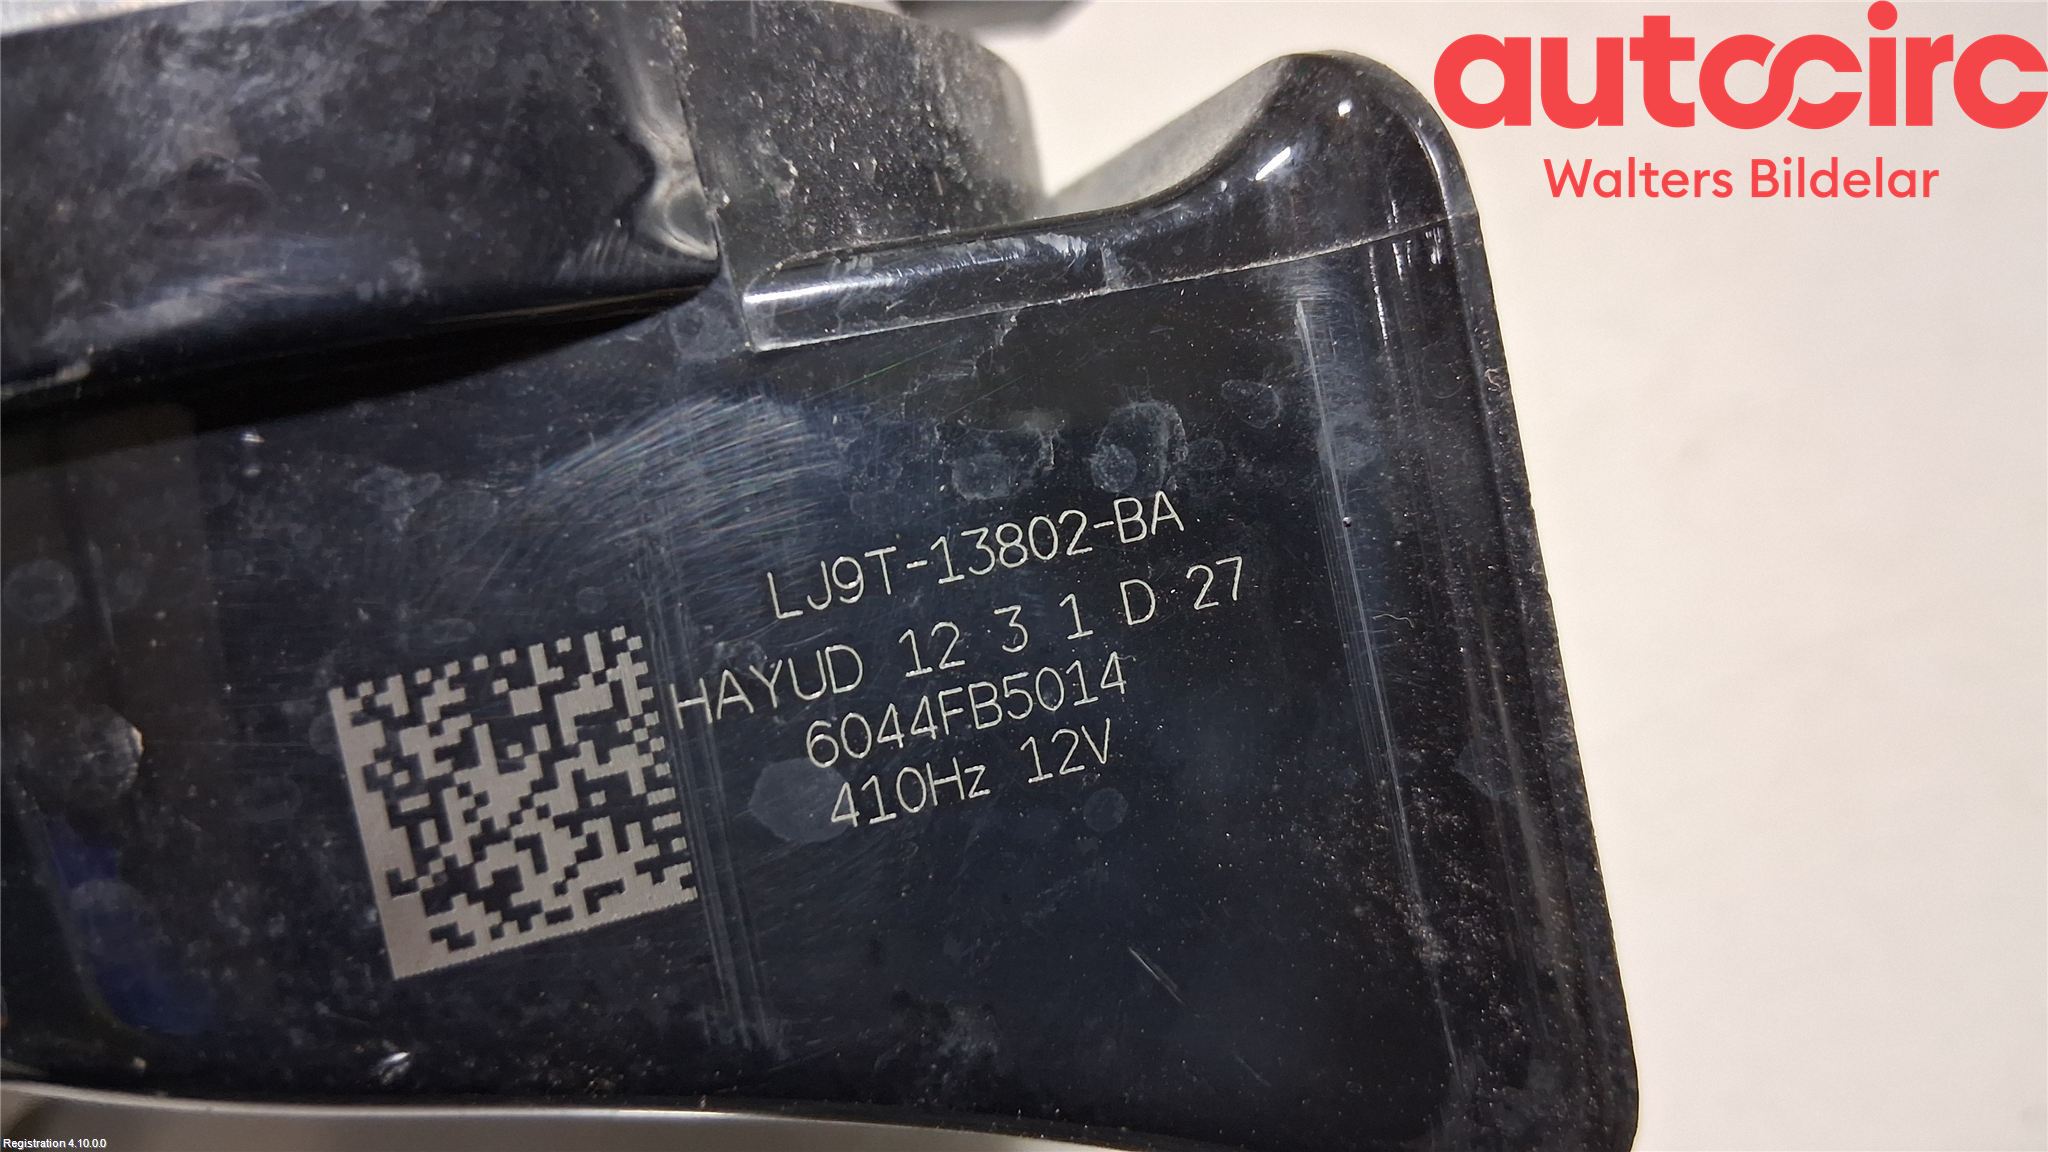 autocirc
Walters Bildelar
LJ9T-13802-BA
HAYUD 12 3 1 D 27
6044FB5014
410Hz 12V
Registration 4.10.0.0